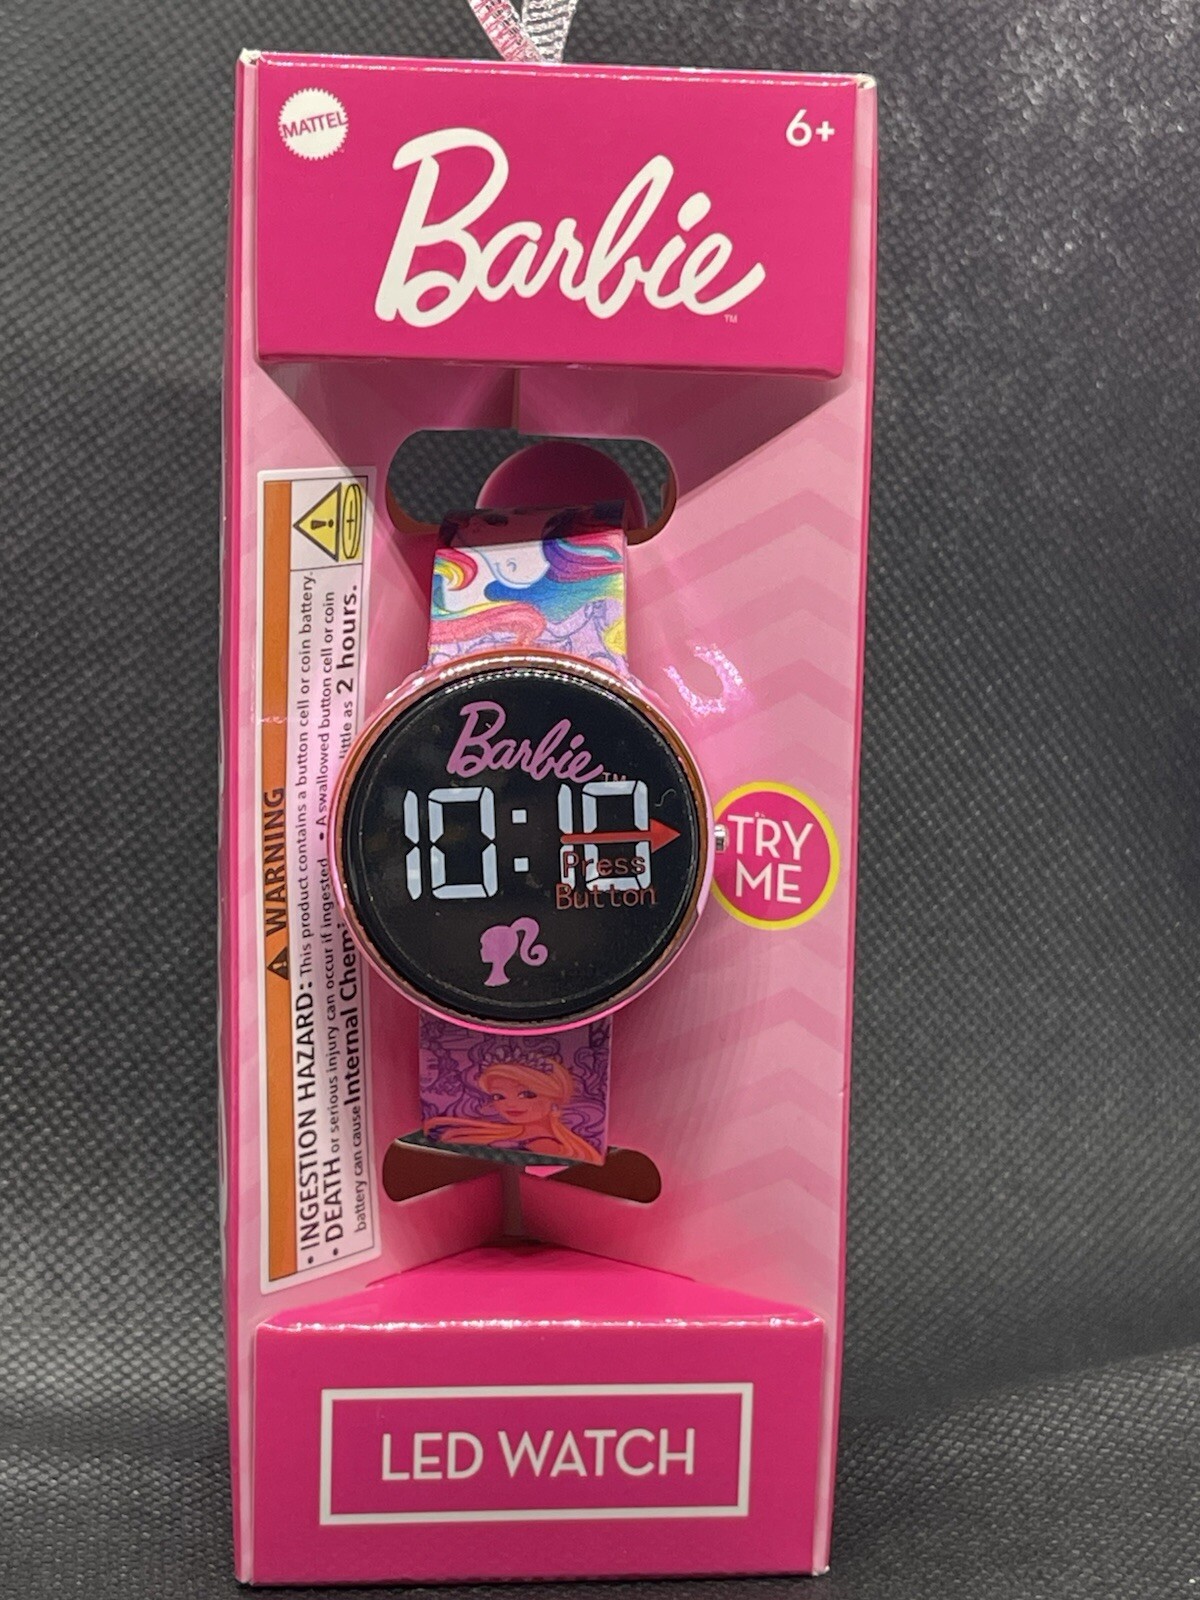 MATTEL
6+
Barbie
TM
⚠ WARNING
• INGESTION HAZARD: This product contains a button cell or coin battery.
• DEATH or serious injury can occur if ingested • A swallowed button cell or coin
battery can cause Internal Chemi little as 2 hours.
Barbie
TM
10:10
Press
Button
TRY
ME
LED WATCH